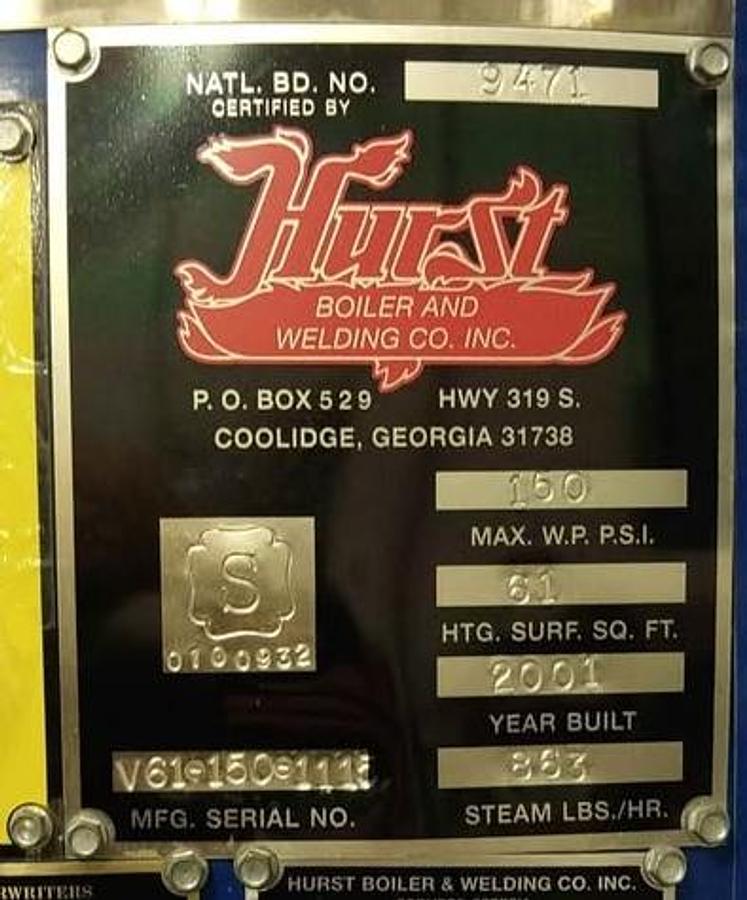 NATL. BD. NO. 9471
CERTIFIED BY
Hurst
BOILER AND
WELDING CO. INC.
P. O. BOX 529 HWY 319 S.
COOLIDGE, GEORGIA 31738
150
MAX. W.P. P.S.I.
S
61
HTG. SURF. SQ. FT.
0100932
2001
YEAR BUILT
863
STEAM LBS./HR.
MFG. SERIAL NO.
HURST BOILER & WELDING CO. INC.